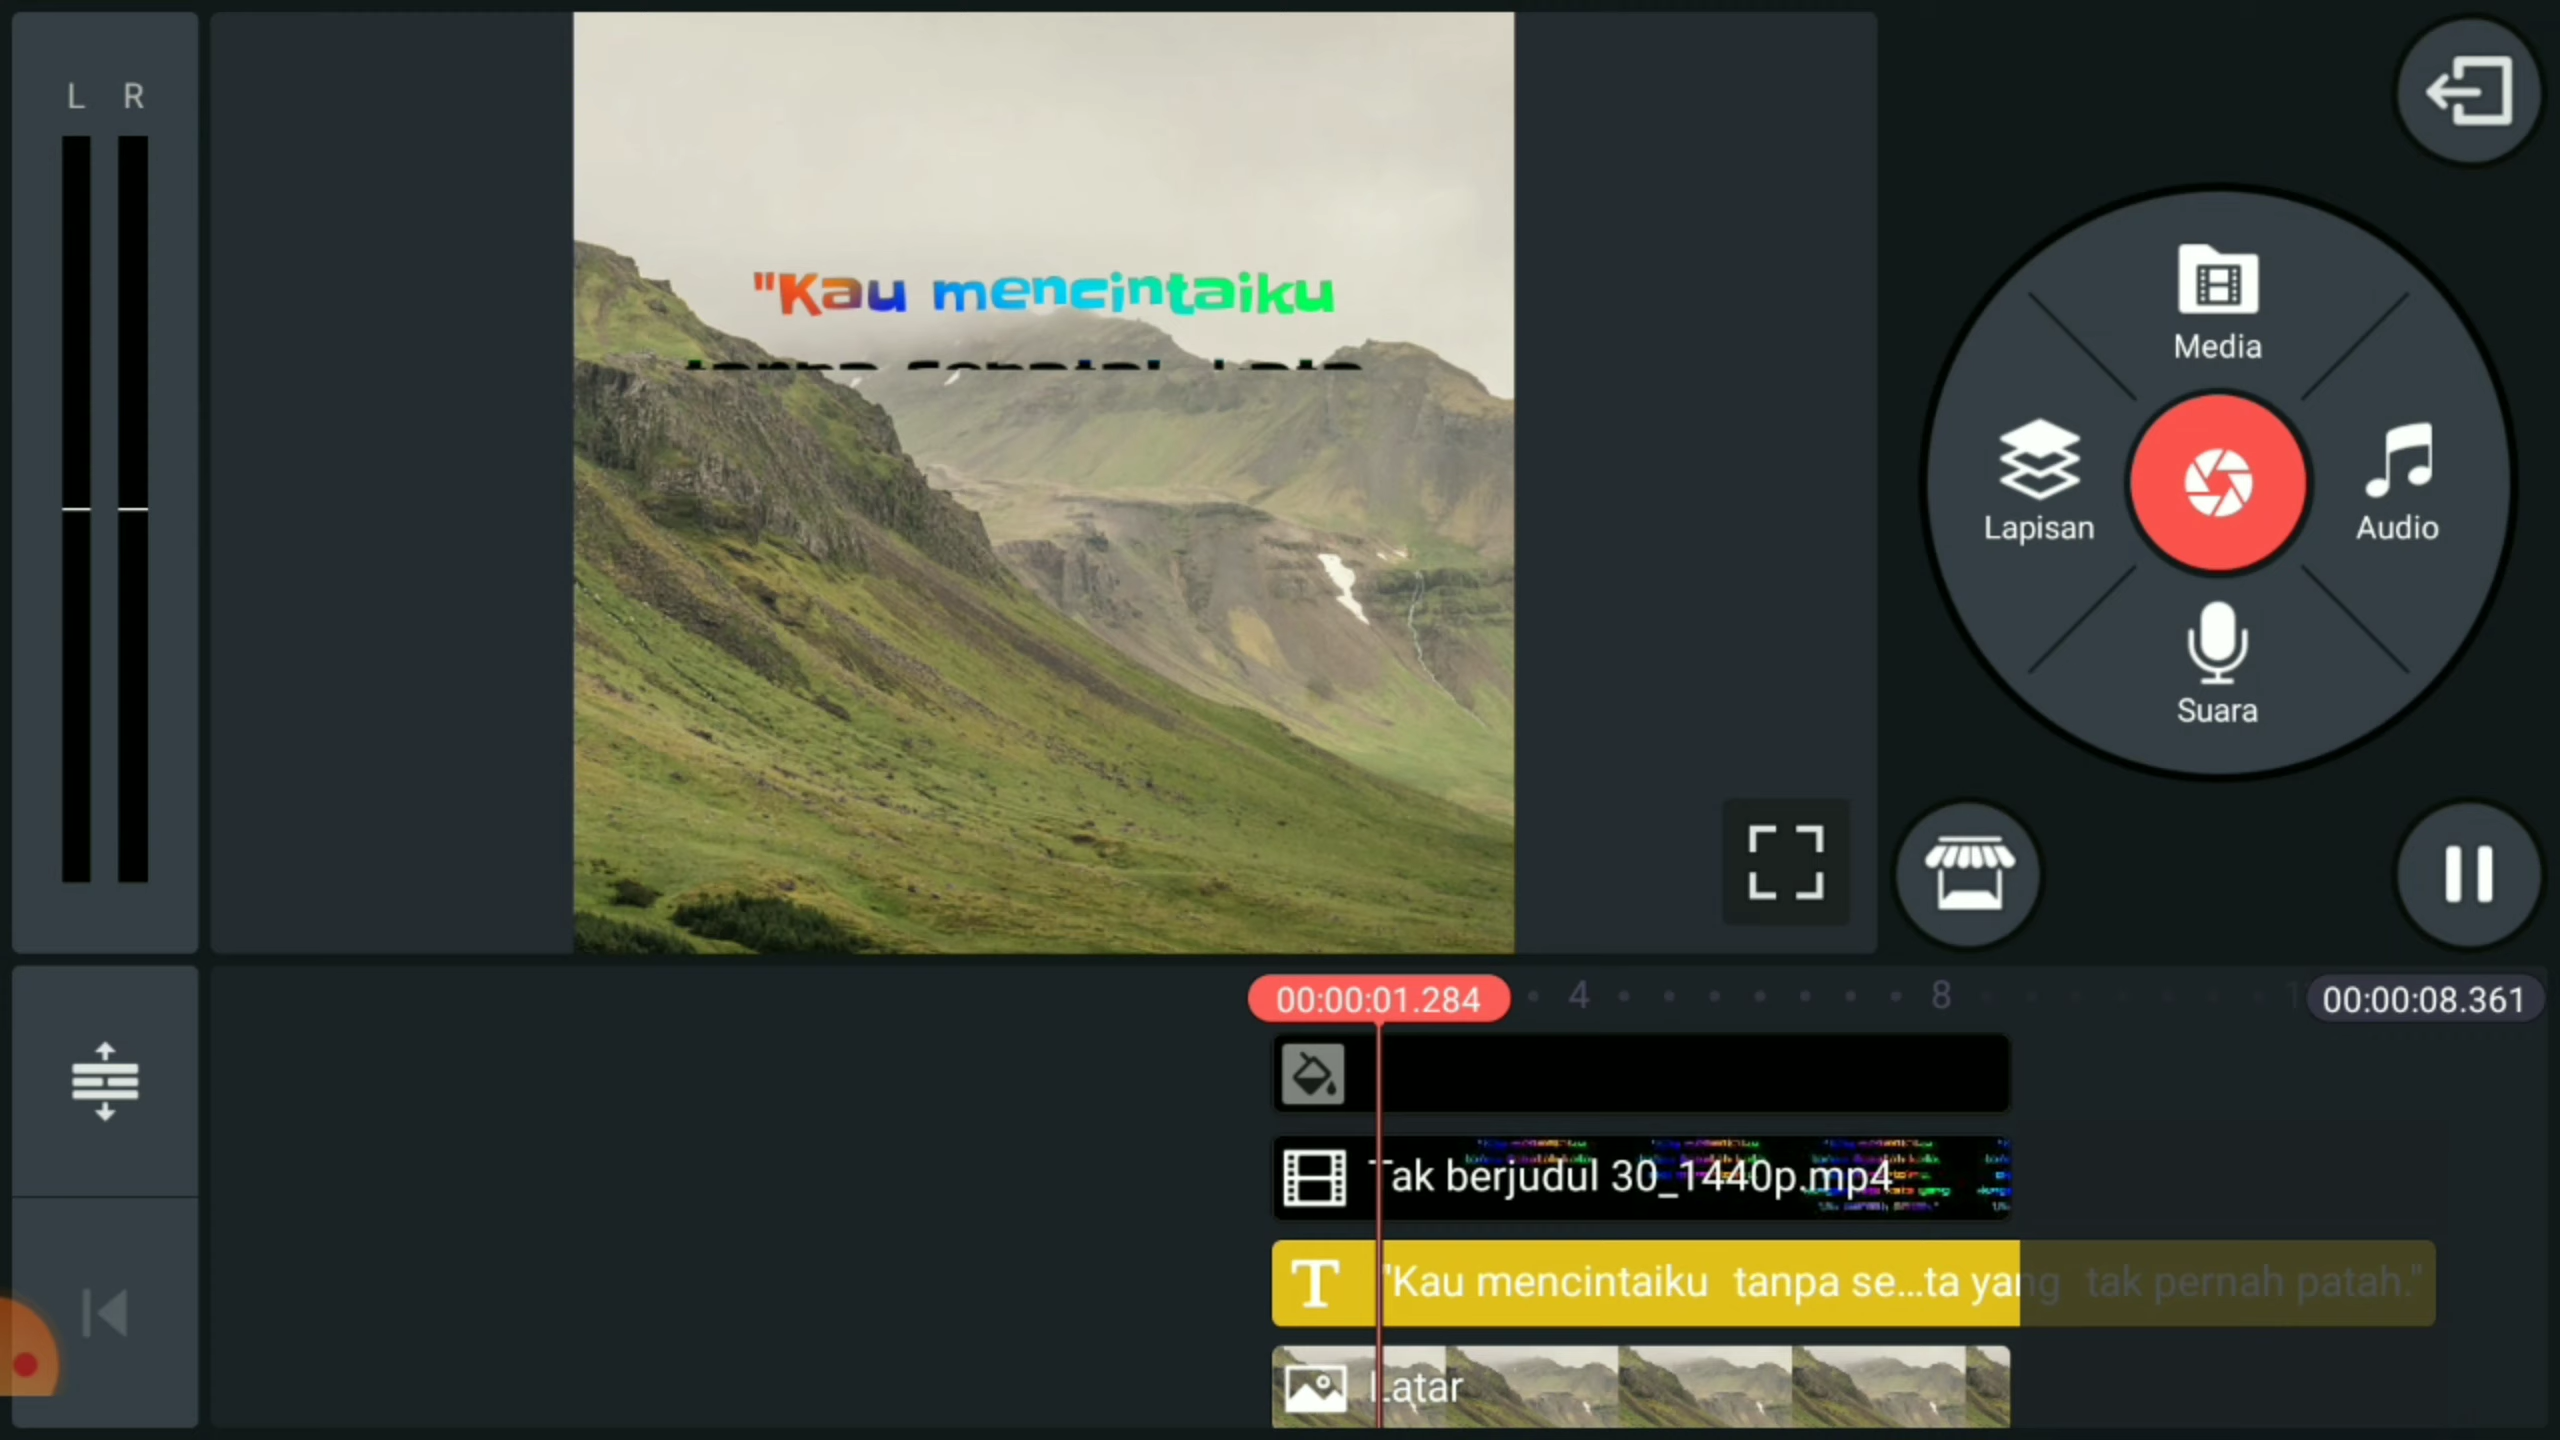 L R
"Kau mencintaiku
Media
Lapisan
Audio
Suara
00:00:01.284
4
8
00:00:08.361
Tak berjudul 30_1440p.mp4
"Kau mencintaiku tanpa se...ta yang tak pernah patah."
Latar